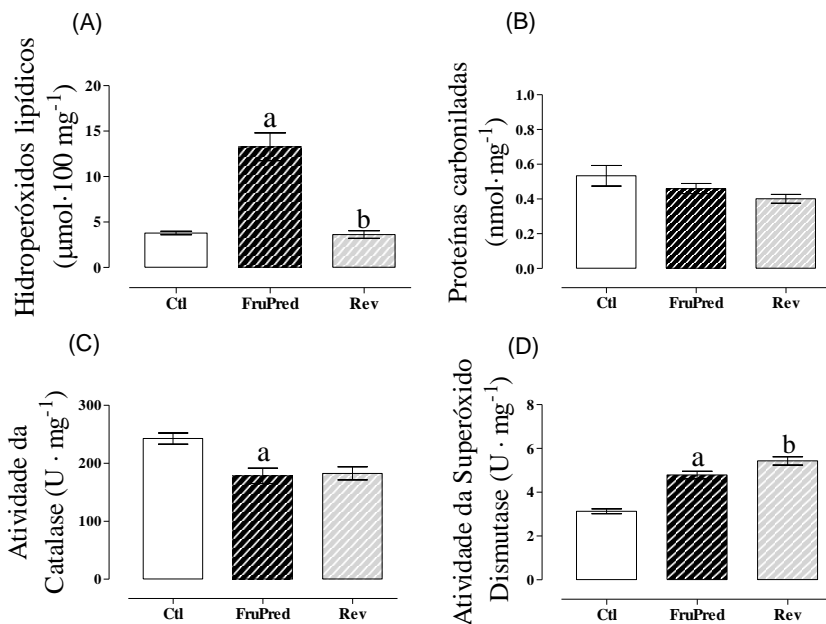 (A)
Hidroperóxidos lipídicos
(μmol·100 mg⁻¹)
20
15
10
5
0
a
b
Ctl FruPred Rev
(B)
Proteínas carboniladas
(nmol·mg⁻¹)
1.0
0.8
0.6
0.4
0.2
0.0
Ctl FruPred Rev
(C)
Atividade da
Catalase (U · mg⁻¹)
300
200
100
0
a
Ctl FruPred Rev
(D)
Atividade da Superóxido
Dismutase (U · mg⁻¹)
8
6
4
2
0
a
b
Ctl FruPred Rev